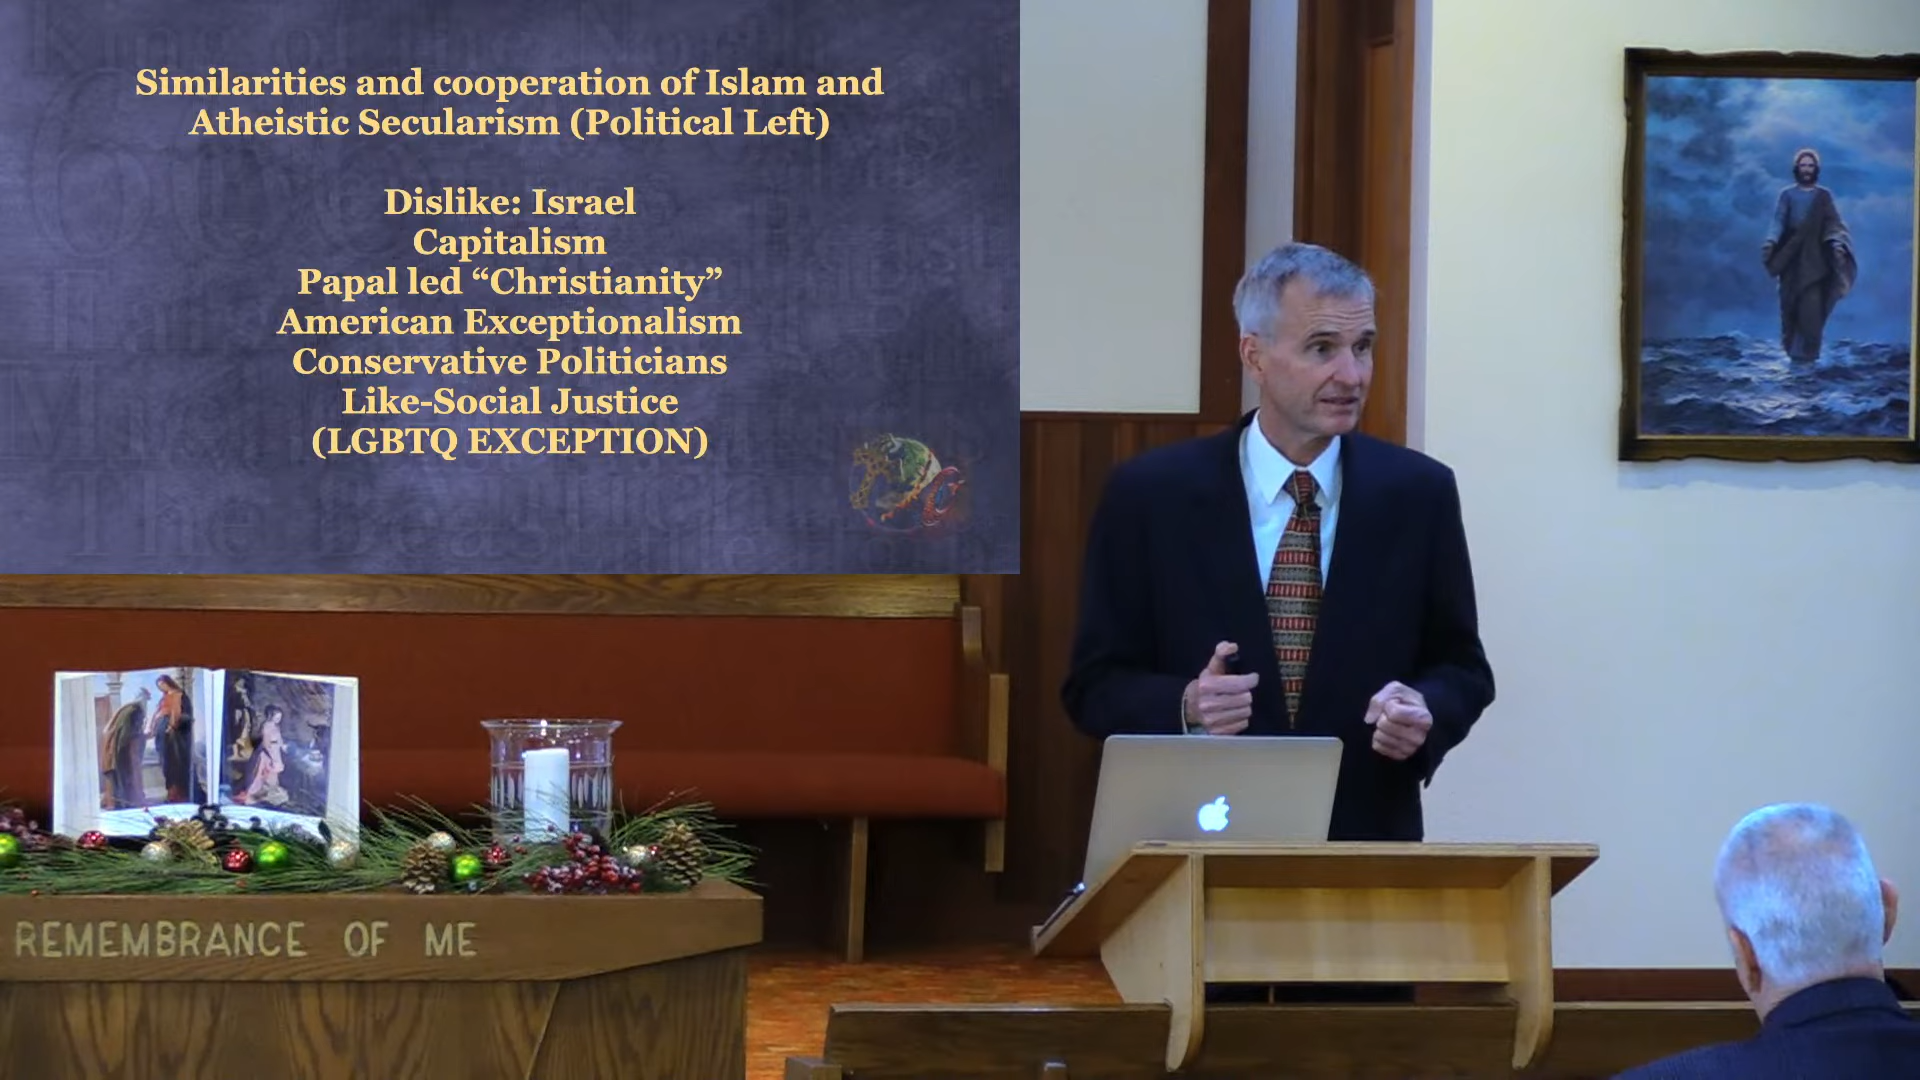 Similarities and cooperation of Islam and
Atheistic Secularism (Political Left)
Dislike: Israel
Capitalism
Papal led “Christianity”
American Exceptionalism
Conservative Politicians
Like-Social Justice
(LGBTQ EXCEPTION)
REMEMBRANCE OF ME